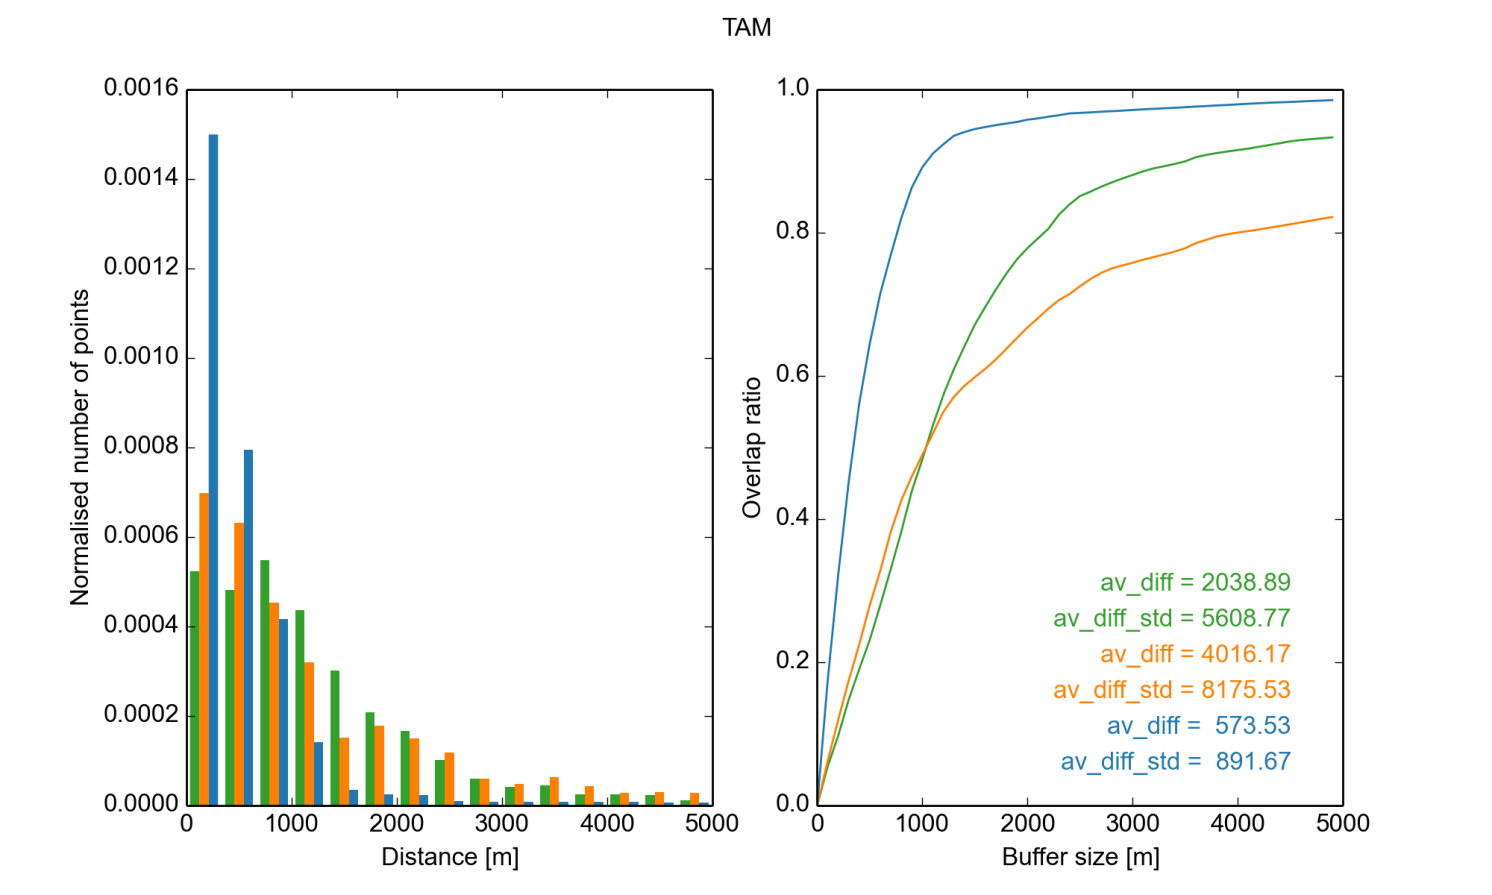 TAM
0.0016
0.0014
0.0012
0.0010
0.0008
0.0006
0.0004
0.0002
0.0000
Normalised number of points
0 1000 2000 3000 4000 5000
Distance [m]
1.0
0.8
0.6
0.4
0.2
0.0
Overlap ratio
av_diff = 2038.89
av_diff_std = 5608.77
av_diff = 4016.17
av_diff_std = 8175.53
av_diff = 573.53
av_diff_std = 891.67
0 1000 2000 3000 4000 5000
Buffer size [m]